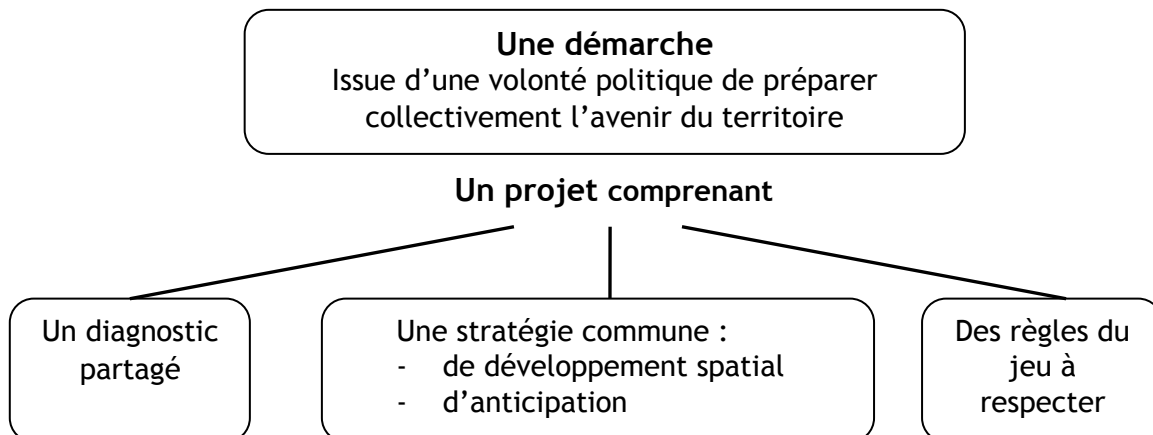 Une démarche
Issue d’une volonté politique de préparer
collectivement l’avenir du territoire
Un projet comprenant
Un diagnostic
partagé
Une stratégie commune :
- de développement spatial
- d’anticipation
Des règles du
jeu à
respecter